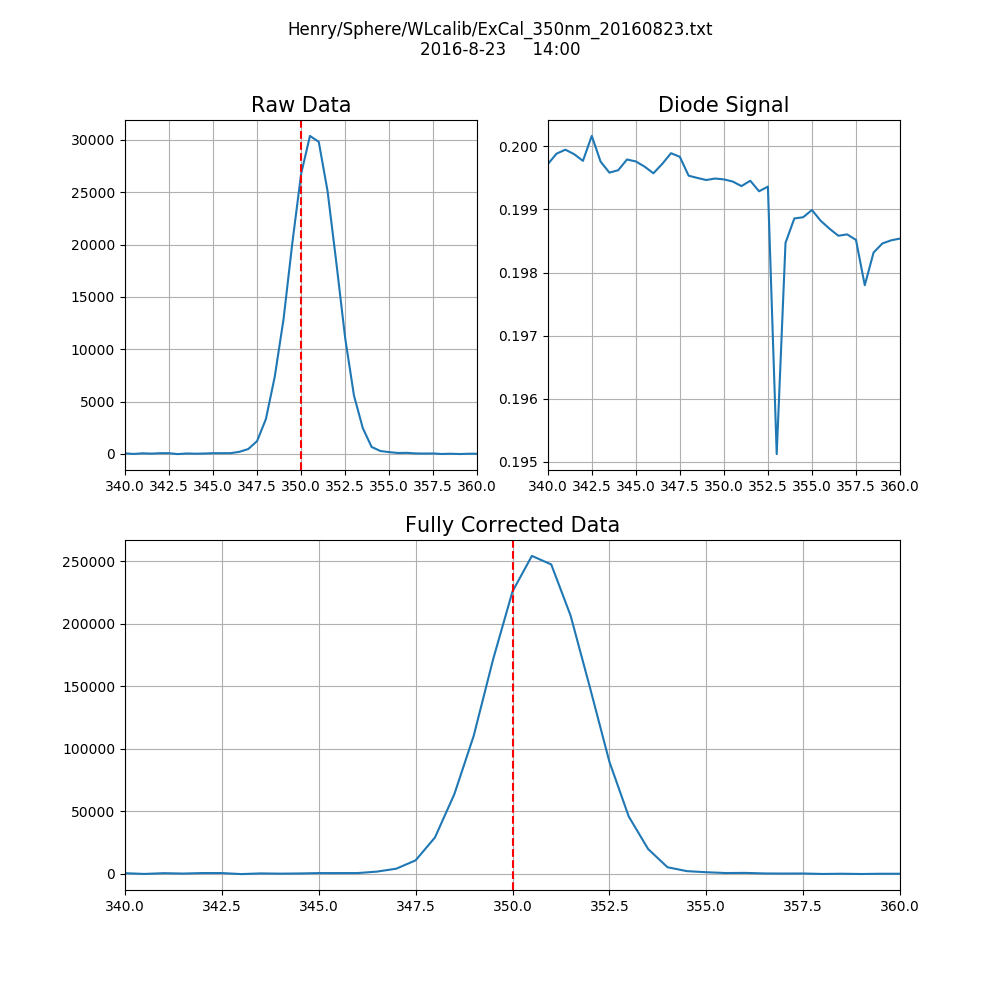 Henry/Sphere/WLcalib/ExCal_350nm_20160823.txt
2016-8-23 14:00
Raw Data
30000
25000
20000
15000
10000
5000
0
340.0 342.5 345.0 347.5 350.0 352.5 355.0 357.5 360.0
Diode Signal
0.200
0.199
0.198
0.197
0.196
0.195
340.0 342.5 345.0 347.5 350.0 352.5 355.0 357.5 360.0
Fully Corrected Data
250000
200000
150000
100000
50000
0
340.0 342.5 345.0 347.5 350.0 352.5 355.0 357.5 360.0